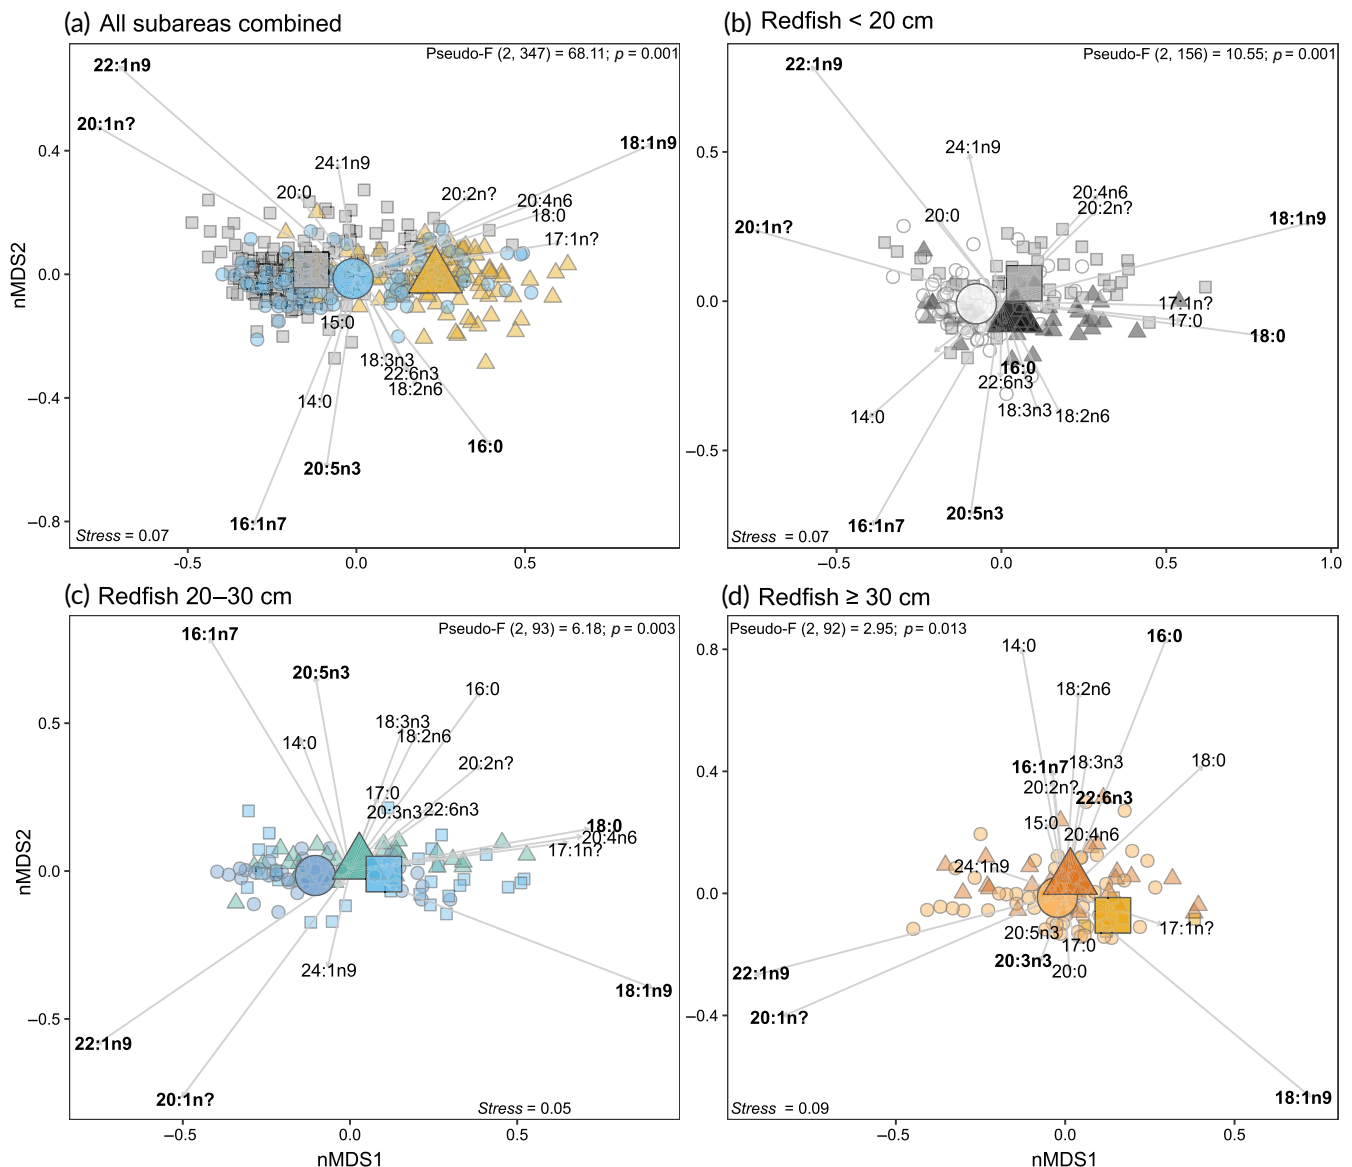 (a) All subareas combined
Pseudo-F (2, 347) = 68.11; p = 0.001
22:1n9
20:1n?
18:1n9
24:1n9
20:0
20:2n?
20:4n6
18:0
17:1n?
15:0
18:3n3
22:6n3
18:2n6
14:0
16:0
20:5n3
16:1n7
Stress = 0.07
0.4
0.0
−0.4
−0.8
nMDS2
−0.5
0.0
0.5
(b) Redfish < 20 cm
Pseudo-F (2, 156) = 10.55; p = 0.001
22:1n9
24:1n9
20:4n6
20:2n?
20:0
20:1n?
18:1n9
17:1n?
17:0
18:0
16:0
22:6n3
18:3n3
18:2n6
14:0
20:5n3
16:1n7
Stress = 0.07
0.5
0.0
−0.5
−0.5
0.0
0.5
1.0
(c) Redfish 20–30 cm
Pseudo-F (2, 93) = 6.18; p = 0.003
16:1n7
20:5n3
16:0
18:3n3
18:2n6
14:0
20:2n?
17:0
20:3n3
22:6n3
18:0
20:4n6
17:1n?
24:1n9
18:1n9
22:1n9
20:1n?
Stress = 0.05
0.5
0.0
−0.5
nMDS2
−0.5
0.0
0.5
nMDS1
(d) Redfish ≥ 30 cm
Pseudo-F (2, 92) = 2.95; p = 0.013
14:0
16:0
18:2n6
16:1n7
18:3n3
18:0
20:2n?
22:6n3
15:0
20:4n6
24:1n9
20:5n3
17:0
17:1n?
20:3n3
20:0
22:1n9
20:1n?
18:1n9
Stress = 0.09
0.8
0.4
0.0
−0.4
−0.5
0.0
0.5
nMDS1